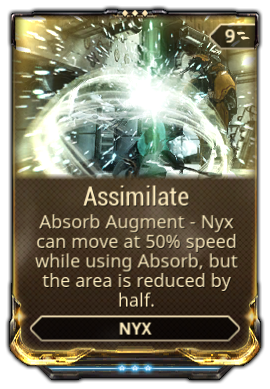 9
Assimilate
Absorb Augment - Nyx
can move at 50% speed
while using Absorb, but
the area is reduced by
half.
NYX